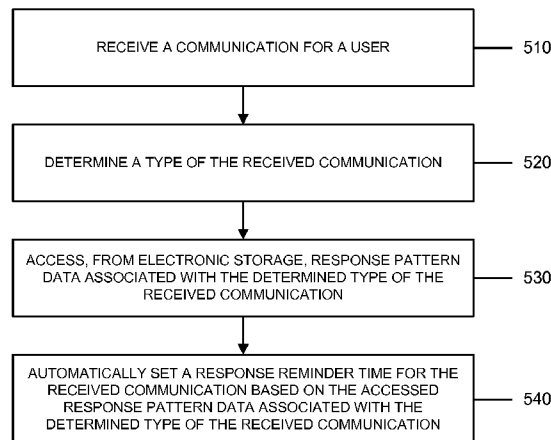 RECEIVE A COMMUNICATION FOR A USER
510
DETERMINE A TYPE OF THE RECEIVED COMMUNICATION
520
ACCESS, FROM ELECTRONIC STORAGE, RESPONSE PATTERN
DATA ASSOCIATED WITH THE DETERMINED TYPE OF THE
RECEIVED COMMUNICATION
530
AUTOMATICALLY SET A RESPONSE REMINDER TIME FOR THE
RECEIVED COMMUNICATION BASED ON THE ACCESSED
RESPONSE PATTERN DATA ASSOCIATED WITH THE
DETERMINED TYPE OF THE RECEIVED COMMUNICATION
540